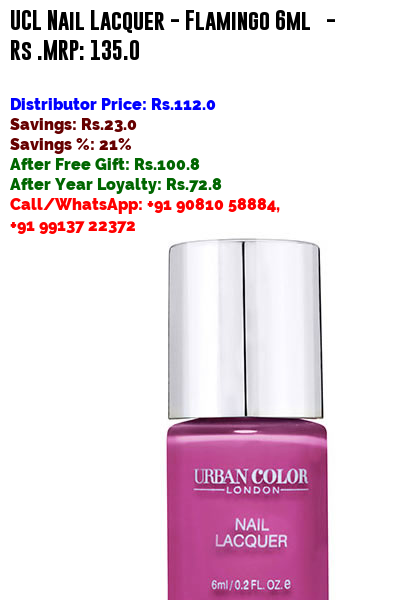 UCL Nail Lacquer - Flamingo 6ml -
Rs .MRP: 135.0
Distributor Price: Rs.112.0
Savings: Rs.23.0
Savings %: 21%
After Free Gift: Rs.100.8
After Year Loyalty: Rs.72.8
Call/WhatsApp: +91 90810 58884,
+91 99137 22372
URBAN COLOR
LONDON
NAIL
LACQUER
6ml/0.2 FL. OZ. e